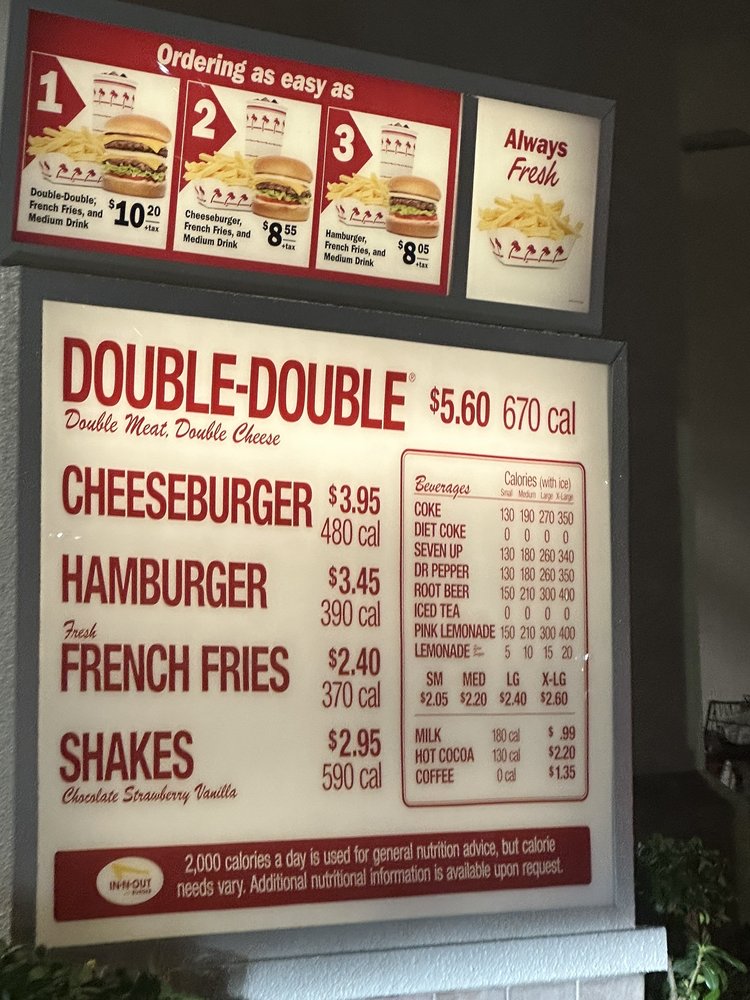 Ordering as easy as
1
Double-Double,
French Fries, and
Medium Drink
$10 20
+tax
2
Cheeseburger,
French Fries, and
Medium Drink
$8 55
+tax
3
Hamburger,
French Fries, and
Medium Drink
$8 05
+tax
Always
Fresh
DOUBLE-DOUBLE® $5.60 670 cal
Double Meat, Double Cheese
CHEESEBURGER $3.95
480 cal
HAMBURGER $3.45
390 cal
Fresh
FRENCH FRIES $2.40
370 cal
SHAKES $2.95
590 cal
Chocolate Strawberry Vanilla
Beverages Calories (with ice)
Small Medium Large X-Large
COKE 130 190 270 350
DIET COKE 0 0 0 0
SEVEN UP 130 180 260 340
DR PEPPER 130 180 260 350
ROOT BEER 150 210 300 400
ICED TEA 0 0 0 0
PINK LEMONADE 150 210 300 400
LEMONADE 5 10 15 20
SM MED LG X-LG
$2.05 $2.20 $2.40 $2.60
MILK 180 cal $ .99
HOT COCOA 130 cal $2.20
COFFEE 0 cal $1.35
IN-N-OUT
BURGER
2,000 calories a day is used for general nutrition advice, but calorie
needs vary. Additional nutritional information is available upon request.